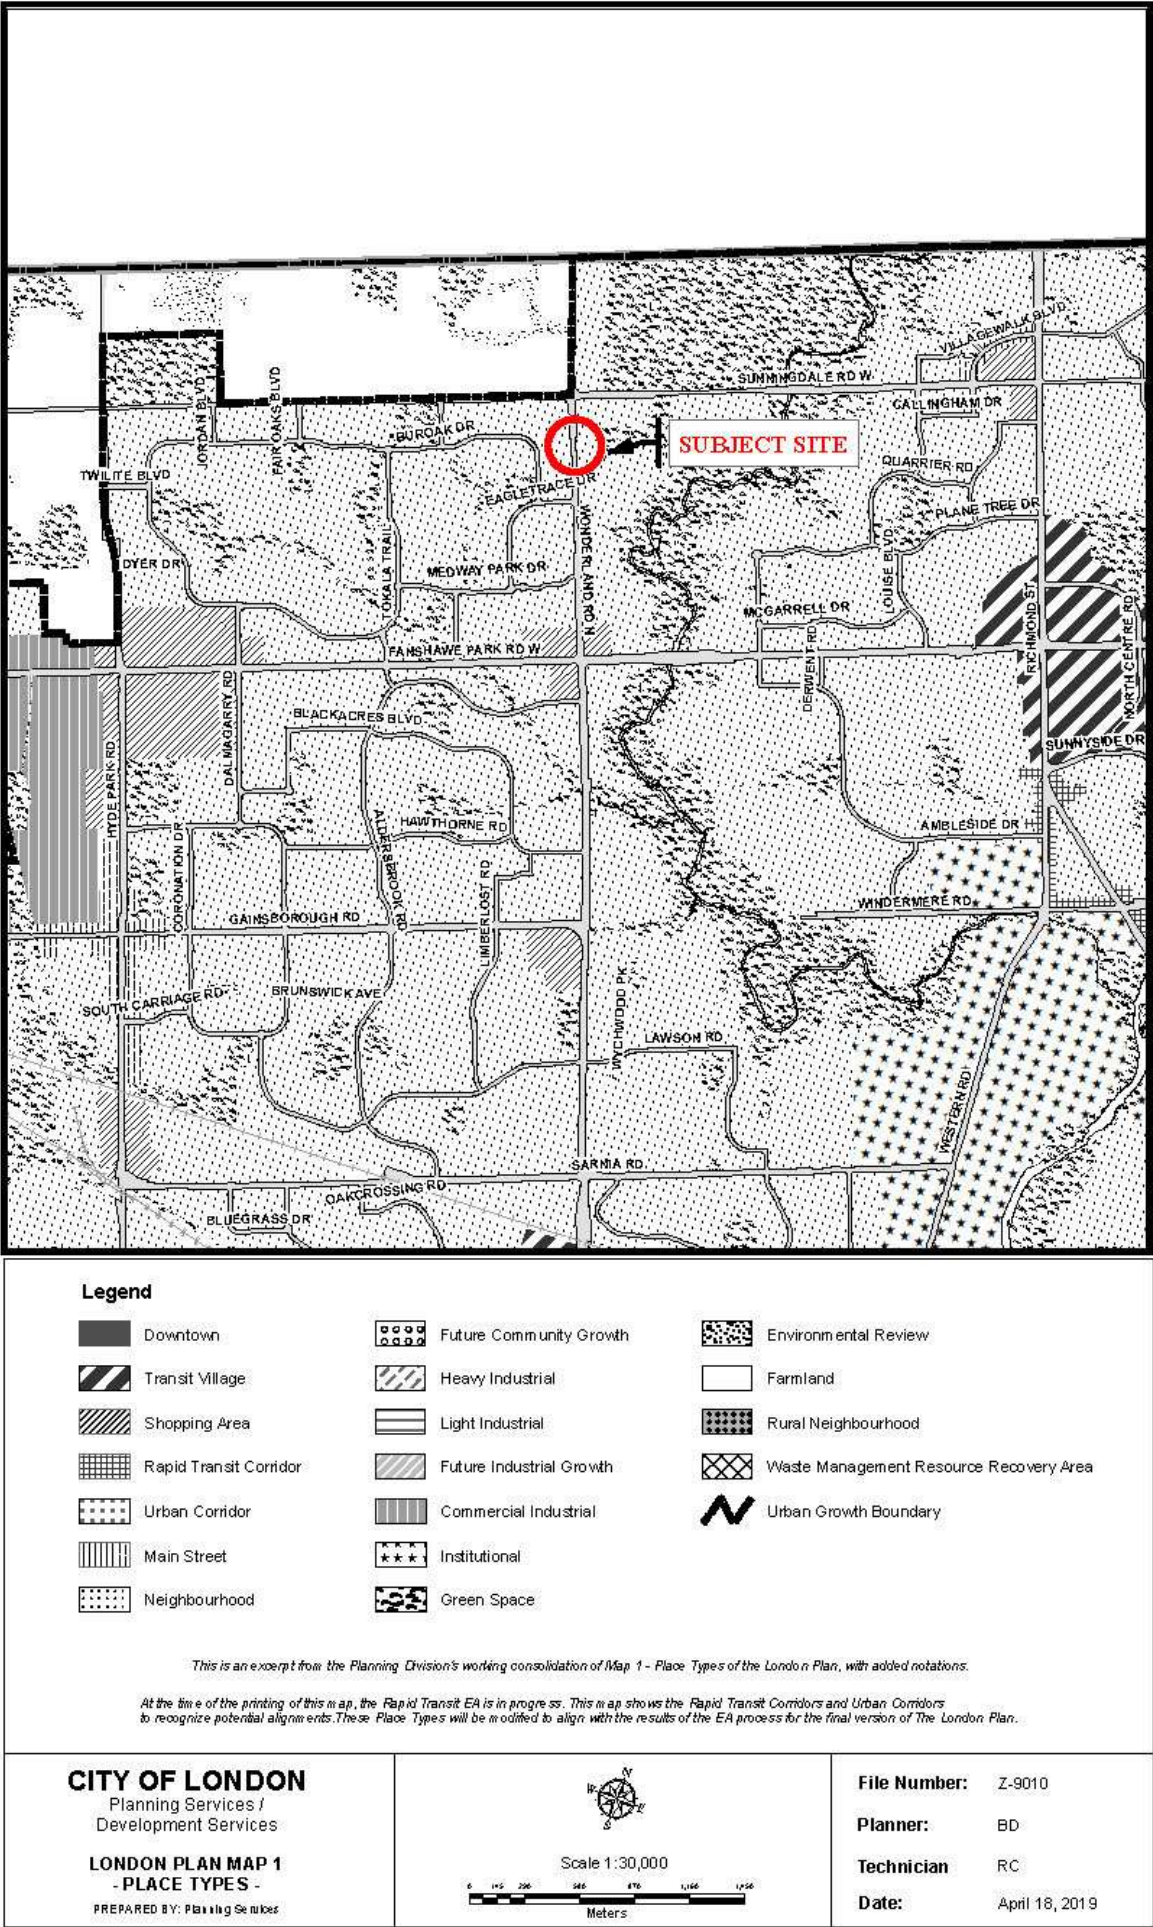 VILLAGEWALK BLVD
SUNNINGDALE RD W
JORDAN BLVD
FAIR OAKS BLVD
CALLINGHAM DR
BUROAK DR
SUBJECT SITE
TWILITE BLVD
QUARRIER RD
EAGLETRACE DR
PLANE TREE DR
WONDERLAND RD N
TOKALA TRAIL
DYER DR
MEDWAY PARK DR
LOUISE BLVD
MCGARRELL DR
RICHMOND ST
NORTH CENTRE RD
FANSHAWE PARK RD W
DERWENT RD
DALMAGARRY RD
BLACKACRES BLVD
SUNNYSIDE DR
HYDE PARK RD
HAWTHORNE RD
AMBLESIDE DR
CORONATION DR
ALDERSBROOK RD
LIMBERLOST RD
WINDERMERE RD
GAINSBOROUGH RD
SOUTH CARRIAGE RD
BRUNSWICK AVE
WYCHWOOD PK
LAWSON RD
WESTERN RD
SARNIA RD
OAKCROSSING RD
BLUEGRASS DR
Legend
Downtown
Transit Village
Shopping Area
Rapid Transit Corridor
Urban Corridor
Main Street
Neighbourhood
Future Community Growth
Heavy Industrial
Light Industrial
Future Industrial Growth
Commercial Industrial
Institutional
Green Space
Environmental Review
Farmland
Rural Neighbourhood
Waste Management Resource Recovery Area
Urban Growth Boundary
This is an excerpt from the Planning Division's working consolidation of Map 1 - Place Types of the London Plan, with added notations.
At the time of the printing of this map, the Rapid Transit EA is in progress. This map shows the Rapid Transit Corridors and Urban Corridors
to recognize potential alignments. These Place Types will be modified to align with the results of the EA process for the final version of The London Plan.
CITY OF LONDON
Planning Services /
Development Services
LONDON PLAN MAP 1
- PLACE TYPES -
PREPARED BY: Planning Services
N
W
E
S
Scale 1:30,000
0 145 290 580 870 1,160 1,450
Meters
File Number: Z-9010
Planner: BD
Technician RC
Date: April 18, 2019